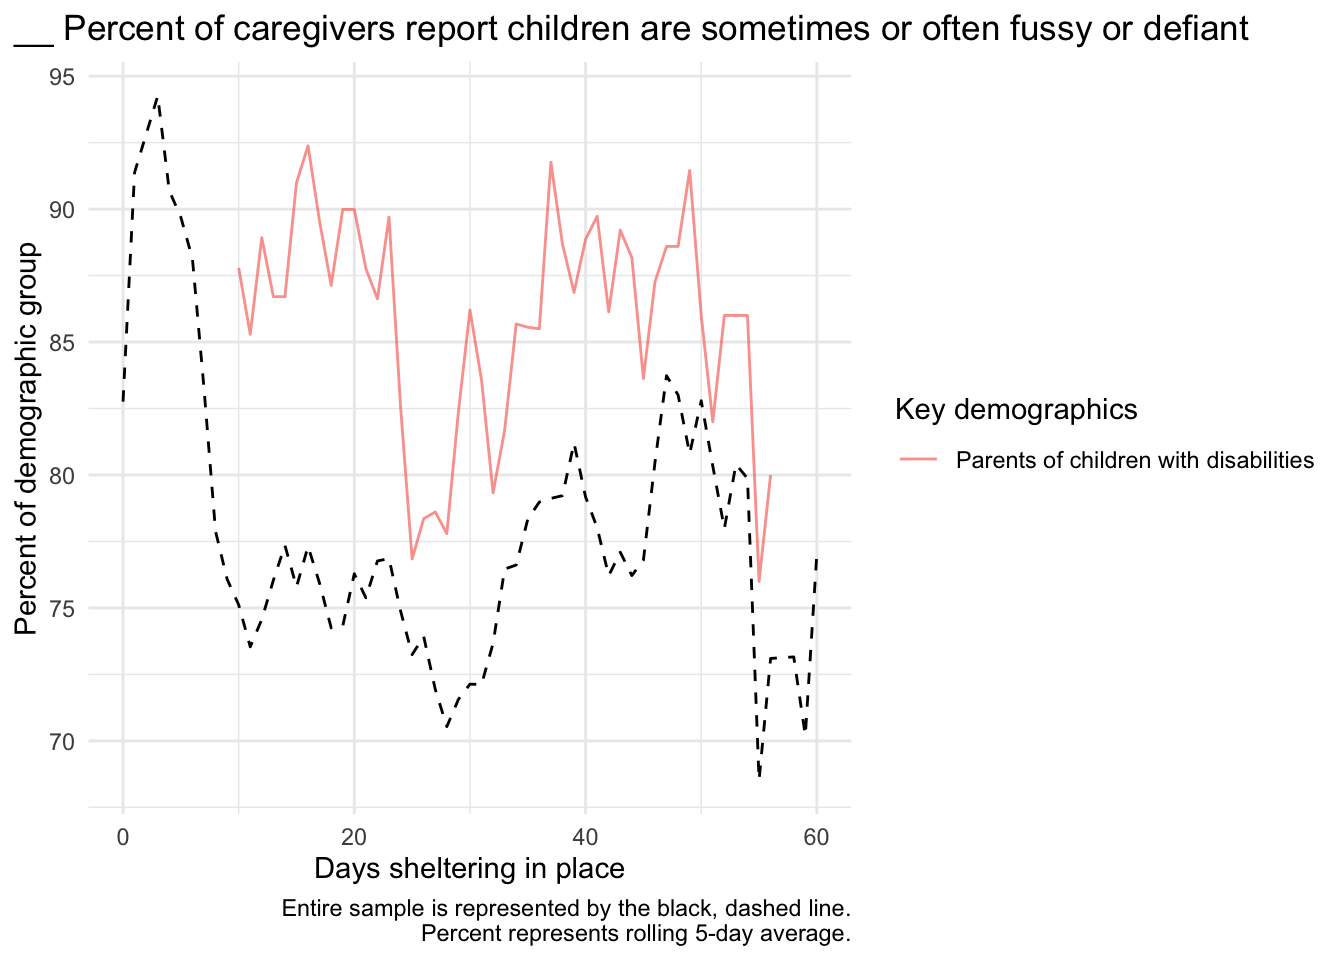 __ Percent of caregivers report children are sometimes or often fussy or defiant
95
90
85
80
75
70
Percent of demographic group
0 20 40 60
Days sheltering in place
Key demographics
Parents of children with disabilities
Entire sample is represented by the black, dashed line.
Percent represents rolling 5-day average.